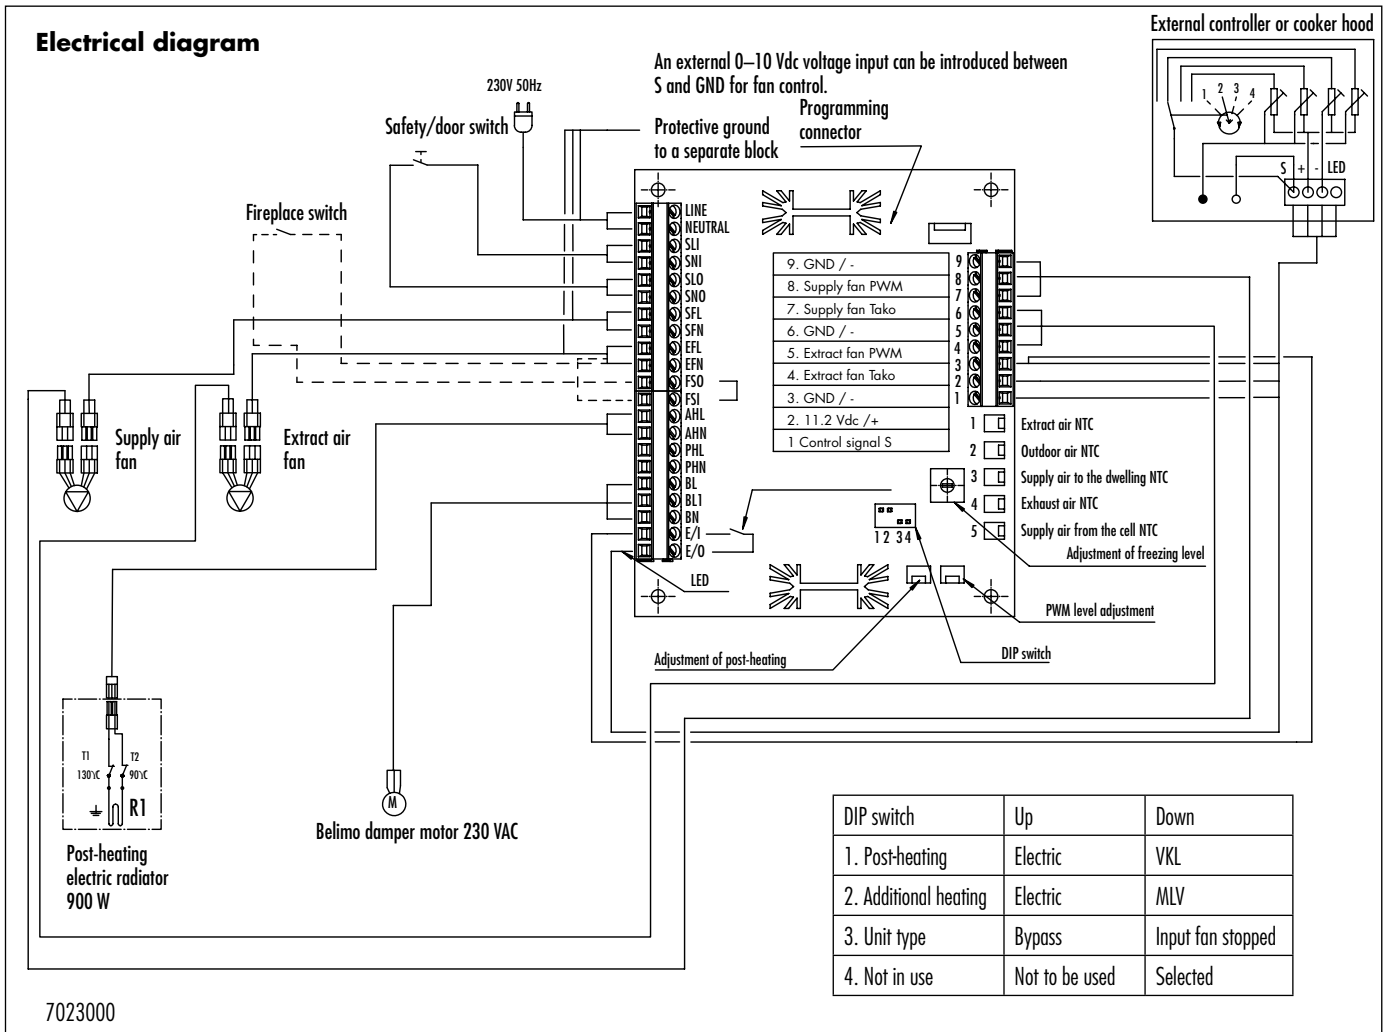 Electrical diagram
External controller or cooker hood
An external 0–10 Vdc voltage input can be introduced between
S and GND for fan control.
230V 50Hz
Safety/door switch
Protective ground
to a separate block
Programming
connector
1 2 3 4
S + - LED
Fireplace switch
LINE
NEUTRAL
SLI
SNI
SLO
SNO
SFL
SFN
EFL
EFN
FSO
FSI
AHL
AHN
PHL
PHN
BL
BL1
BN
E/I
E/O
9. GND / -
8. Supply fan PWM
7. Supply fan Tako
6. GND / -
5. Extract fan PWM
4. Extract fan Tako
3. GND / -
2. 11.2 Vdc /+
1 Control signal S
9
8
7
6
5
4
3
2
1
1 Extract air NTC
2 Outdoor air NTC
3 Supply air to the dwelling NTC
4 Exhaust air NTC
5 Supply air from the cell NTC
Adjustment of freezing level
Supply air
fan
Extract air
fan
1 2 3 4
LED
PWM level adjustment
Adjustment of post-heating
DIP switch
T1
130°C
T2
90°C
R1
M
Belimo damper motor 230 VAC
Post-heating
electric radiator
900 W
DIP switch Up Down
1. Post-heating Electric VKL
2. Additional heating Electric MLV
3. Unit type Bypass Input fan stopped
4. Not in use Not to be used Selected
7023000